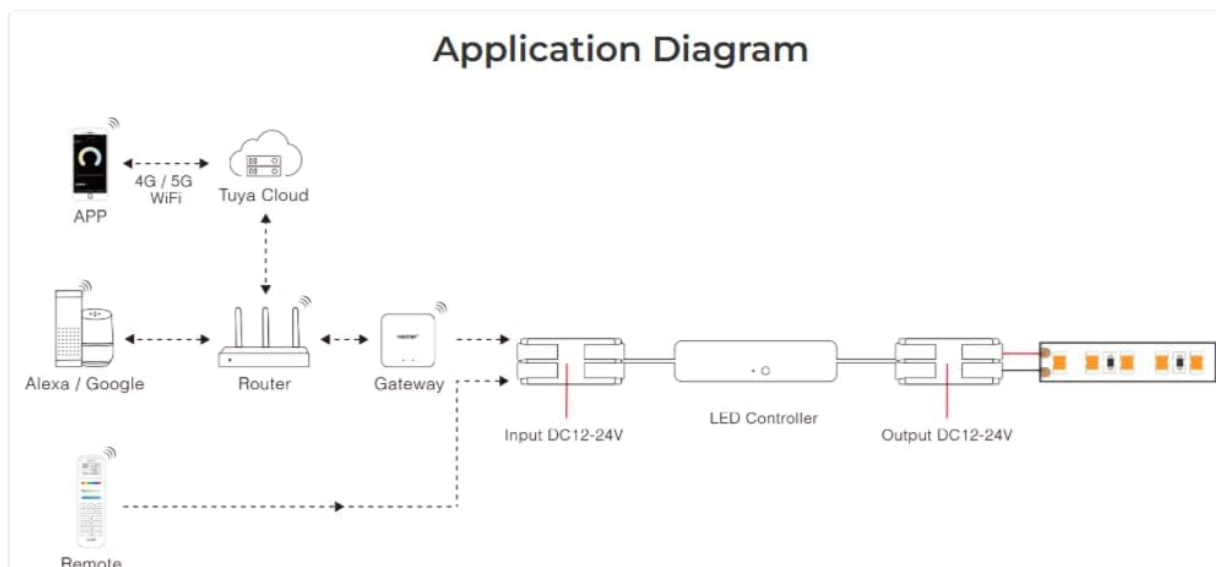 Application Diagram
4G / 5G
WiFi
APP
Tuya Cloud
Alexa / Google
Router
Gateway
Input DC12-24V
LED Controller
Output DC12-24V
Remote